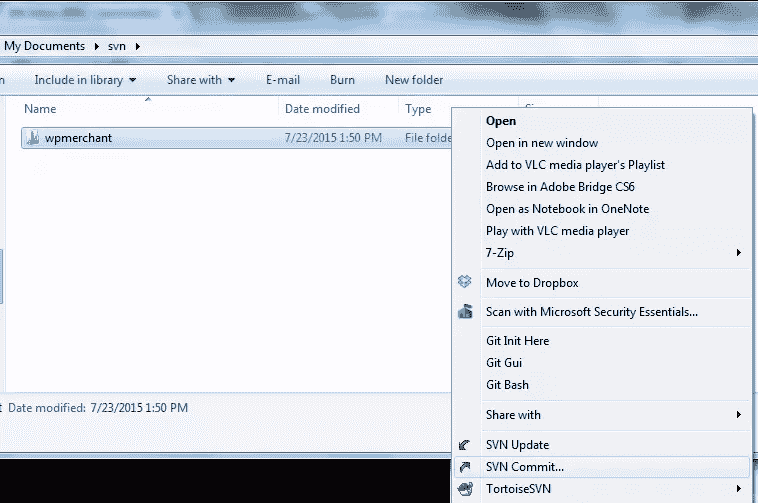 My Documents svn
Include in library Share with E-mail Burn New folder
Name Date modified Type
wpmerchant 7/23/2015 1:50 PM File folde
Open
Open in new window
Add to VLC media player's Playlist
Browse in Adobe Bridge CS6
Open as Notebook in OneNote
Play with VLC media player
7-Zip
Move to Dropbox
Scan with Microsoft Security Essentials...
Git Init Here
Git Gui
Git Bash
Share with
Date modified: 7/23/2015 1:50 PM
SVN Update
SVN Commit...
TortoiseSVN